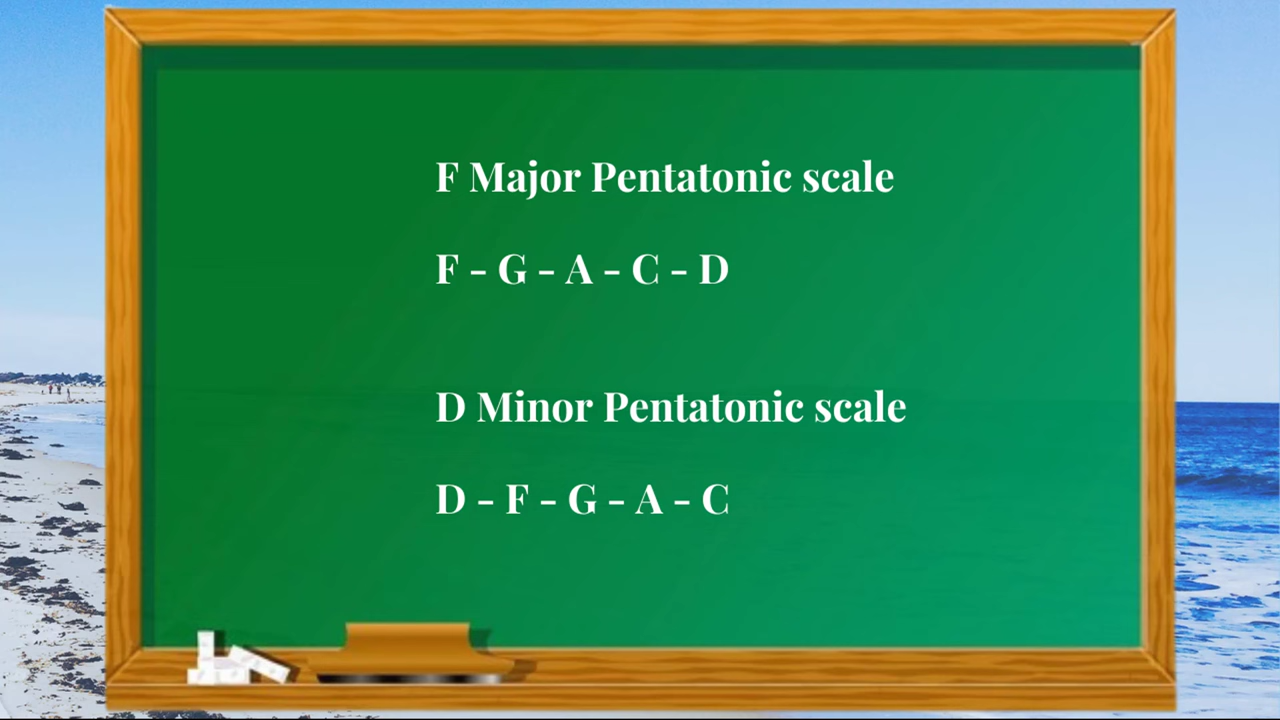 F Major Pentatonic scale
F - G - A - C - D
D Minor Pentatonic scale
D - F - G - A - C